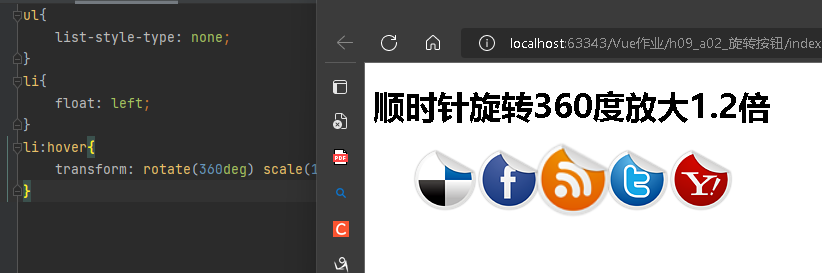 ul{
list-style-type: none;
}
li{
float: left;
}
li:hover{
transform: rotate(360deg) scale(1
}
localhost:63343/Vue作业/h09_a02_旋转按钮/index
PDF
C
顺时针旋转360度放大1.2倍
f
t
Y!